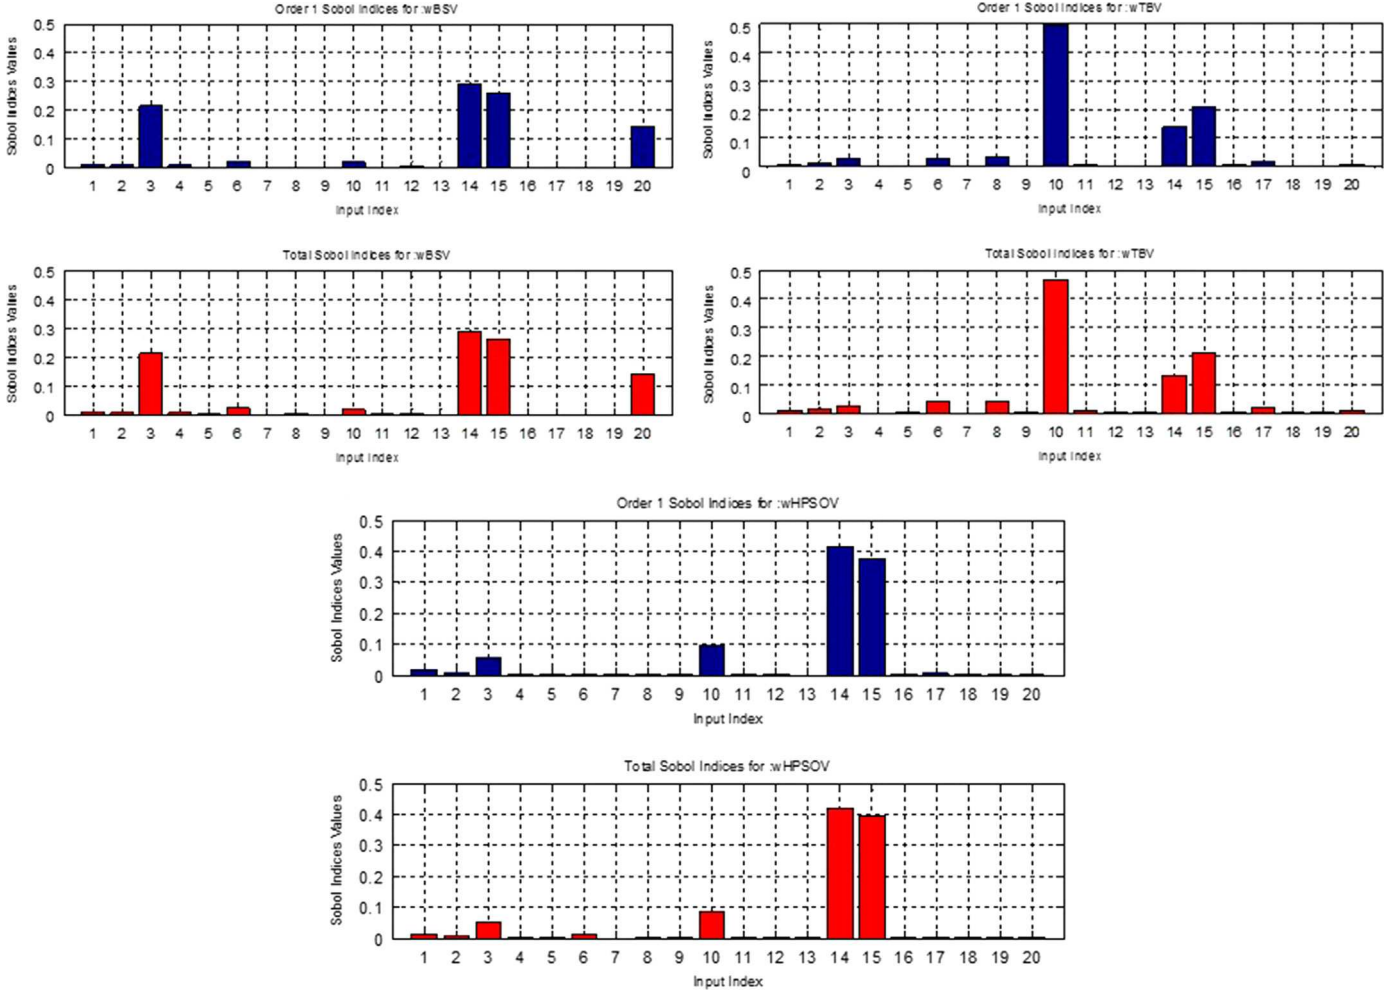 Order 1 Sobol Indices for :wBSV
Sobol Indices Values
0.5
0.4
0.3
0.2
0.1
0
1 2 3 4 5 6 7 8 9 10 11 12 13 14 15 16 17 18 19 20
Input Index
Order 1 Sobol Indices for :wTBV
Sobol Indices Values
0.5
0.4
0.3
0.2
0.1
0
1 2 3 4 5 6 7 8 9 10 11 12 13 14 15 16 17 18 19 20
Input Index
Total Sobol Indices for :wBSV
Sobol Indices Values
0.5
0.4
0.3
0.2
0.1
0
1 2 3 4 5 6 7 8 9 10 11 12 13 14 15 16 17 18 19 20
Input Index
Total Sobol Indices for :wTBV
Sobol Indices Values
0.5
0.4
0.3
0.2
0.1
0
1 2 3 4 5 6 7 8 9 10 11 12 13 14 15 16 17 18 19 20
Input Index
Order 1 Sobol Indices for :wHPSOV
Sobol Indices Values
0.5
0.4
0.3
0.2
0.1
0
1 2 3 4 5 6 7 8 9 10 11 12 13 14 15 16 17 18 19 20
Input Index
Total Sobol Indices for :wHPSOV
Sobol Indices Values
0.5
0.4
0.3
0.2
0.1
0
1 2 3 4 5 6 7 8 9 10 11 12 13 14 15 16 17 18 19 20
Input Index